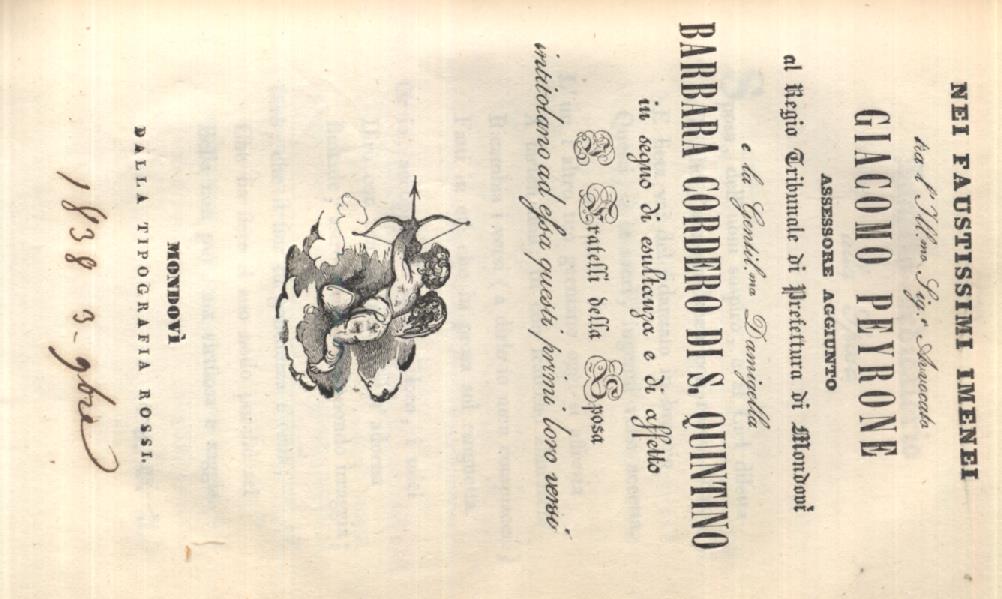 NEI FAUSTISSIMI IMENEI
tra l'Ill.mo Sig.r Avvocato
GIACOMO PEYRONE
ASSESSORE AGGIUNTO
al Regio Tribunale di Prefettura di Mondovì
e la Gentil.ma Damigella
BARBARA CORDERO DI S. QUINTINO
in segno di esultanza e di affetto
I Fratelli della Sposa
intitolano ad essa questi primi loro versi
MONDOVÌ
DALLA TIPOGRAFIA ROSSI.
1838 3. 9bre